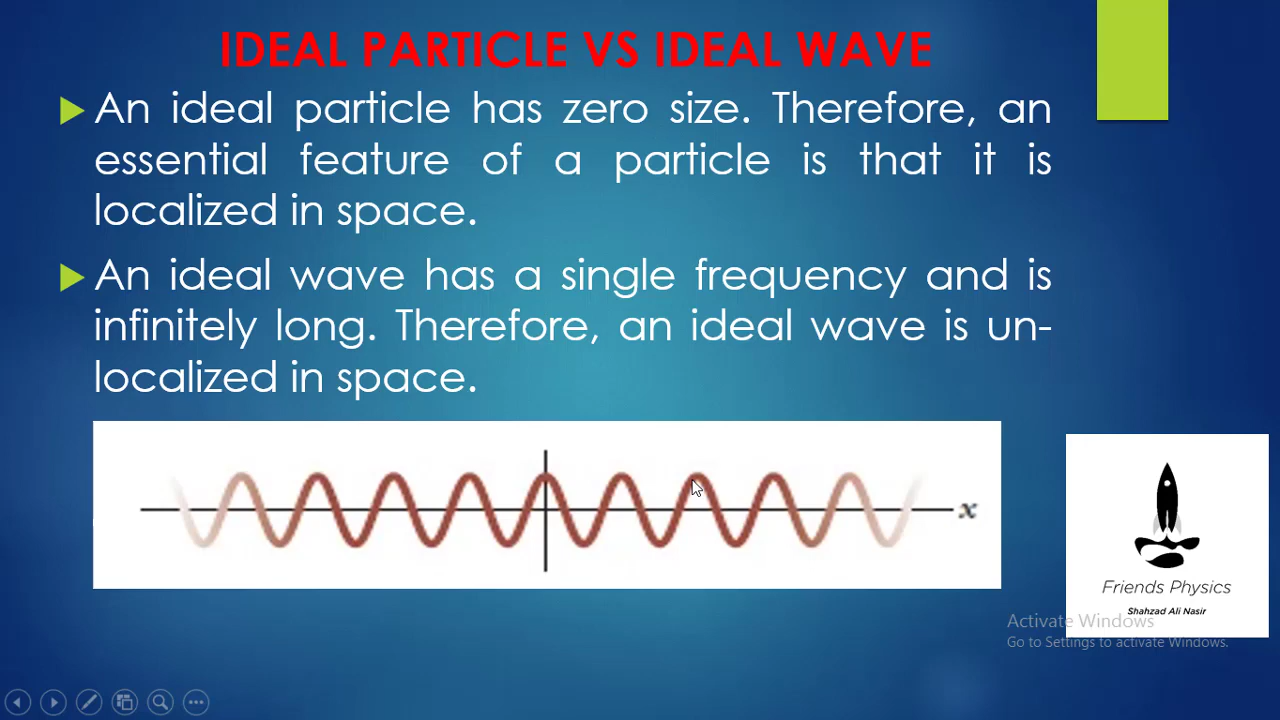 IDEAL PARTICLE VS IDEAL WAVE
An ideal particle has zero size. Therefore, an
essential feature of a particle is that it is
localized in space.
An ideal wave has a single frequency and is
infinitely long. Therefore, an ideal wave is un-
localized in space.
x
Friends Physics
Shahzad Ali Nasir
Activate Windows
Go to Settings to activate Windows.